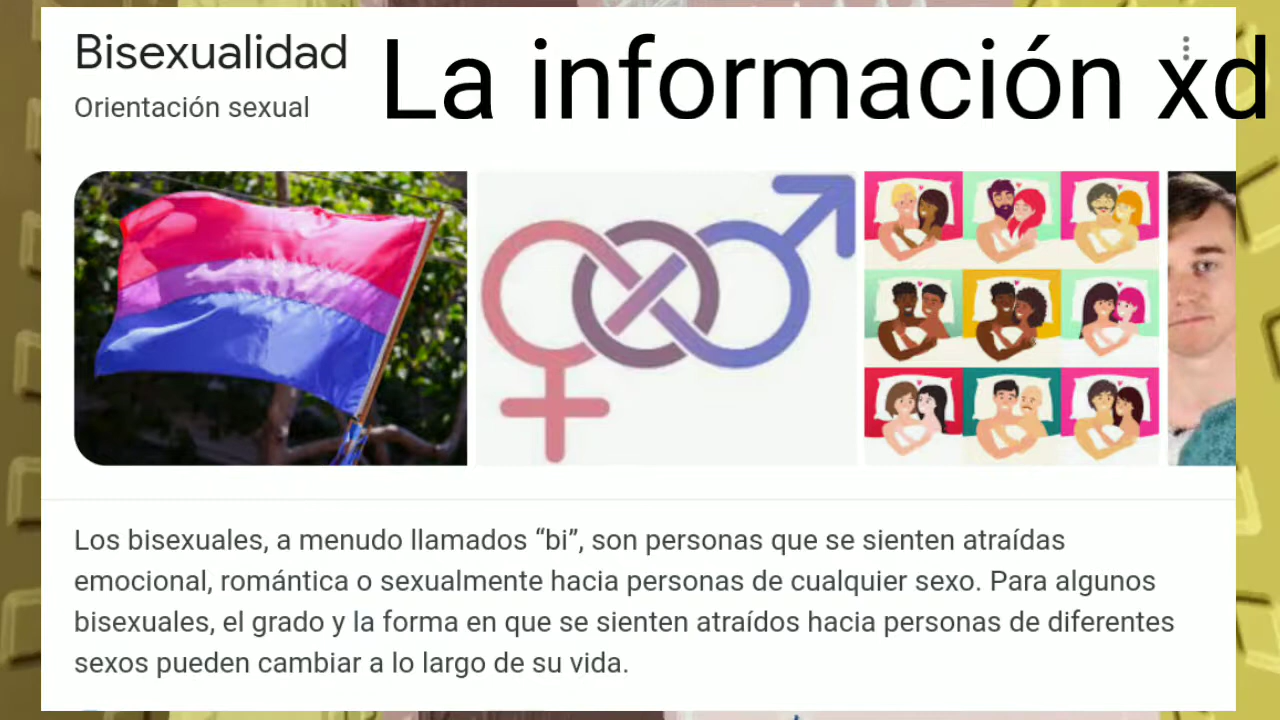 Bisexualidad
La información xd
Orientación sexual
Los bisexuales, a menudo llamados “bi”, son personas que se sienten atraídas
emocional, romántica o sexualmente hacia personas de cualquier sexo. Para algunos
bisexuales, el grado y la forma en que se sienten atraídos hacia personas de diferentes
sexos pueden cambiar a lo largo de su vida.